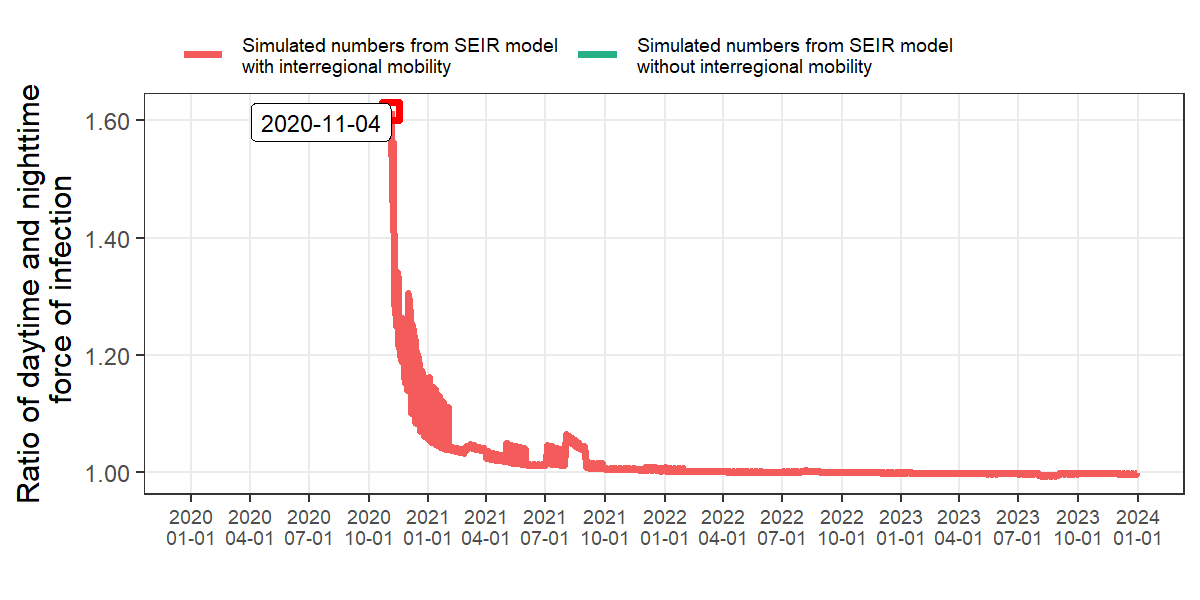 Simulated numbers from SEIR model
with interregional mobility
Simulated numbers from SEIR model
without interregional mobility
Ratio of daytime and nighttime
force of infection
1.60
1.40
1.20
1.00
2020-11-04
2020 2020 2020 2020 2021 2021 2021 2021 2022 2022 2022 2022 2023 2023 2023 2023 2024
01-01 04-01 07-01 10-01 01-01 04-01 07-01 10-01 01-01 04-01 07-01 10-01 01-01 04-01 07-01 10-01 01-01